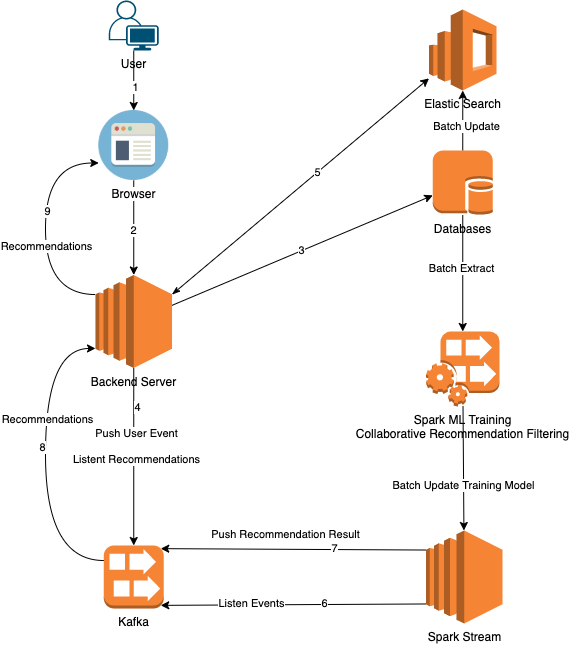 User
1
Elastic Search
Batch Update
5
Browser
9
2
Recommendations
3
Databases
Batch Extract
Backend Server
4
Recommendations
Push User Event
8
Listent Recommendations
Spark ML Training
Collaborative Recommendation Filtering
Batch Update Training Model
Push Recommendation Result
7
Listen Events
6
Kafka
Spark Stream